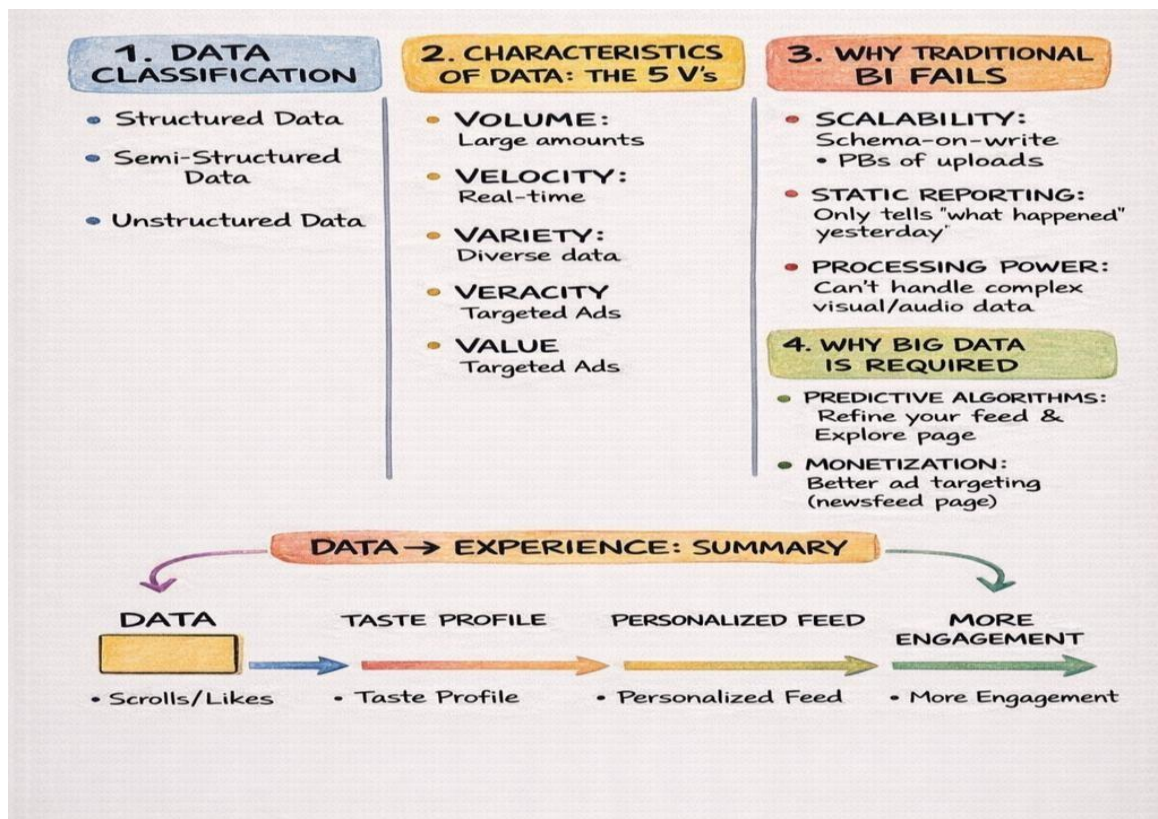 1. DATA
CLASSIFICATION
• Structured Data
• Semi-Structured
Data
• Unstructured Data
2. CHARACTERISTICS
OF DATA: THE 5 V's
• VOLUME:
Large amounts
• VELOCITY:
Real-time
• VARIETY:
Diverse data
• VERACITY
Targeted Ads
• VALUE
Targeted Ads
3. WHY TRADITIONAL
BI FAILS
• SCALABILITY:
Schema-on-write
• PBs of uploads
• STATIC REPORTING:
Only tells "what happened"
yesterday'
• PROCESSING POWER:
Can't handle complex
visual/audio data
4. WHY BIG DATA
IS REQUIRED
• PREDICTIVE ALGORITHMS:
Refine your feed &
Explore page
• MONETIZATION:
Better ad targeting
(newsfeed page)
DATA → EXPERIENCE: SUMMARY
DATA
• Scrolls/Likes
TASTE PROFILE
• Taste Profile
PERSONALIZED FEED
• Personalized Feed
MORE
ENGAGEMENT
• More Engagement